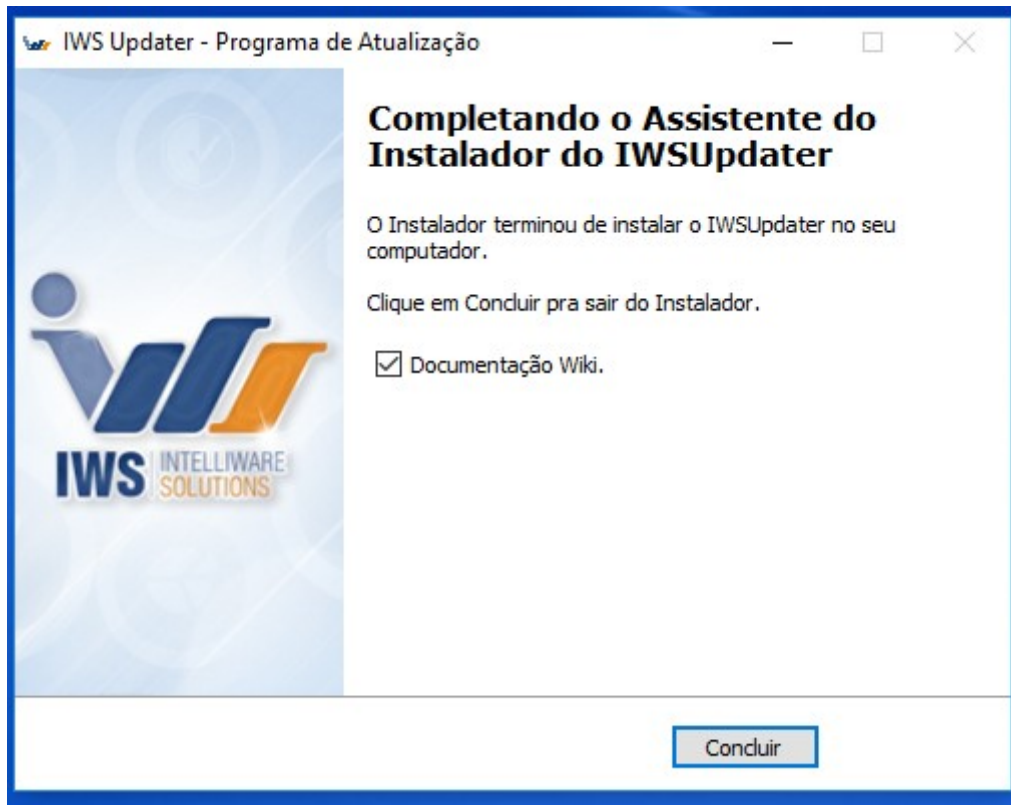 IWS Updater - Programa de Atualização
Completando o Assistente do
Instalador do IWSUpdater
O Instalador terminou de instalar o IWSUpdater no seu
computador.
Clique em Concluir pra sair do Instalador.
Documentação Wiki.
IWS INTELLIWARE
SOLUTIONS
Concluir